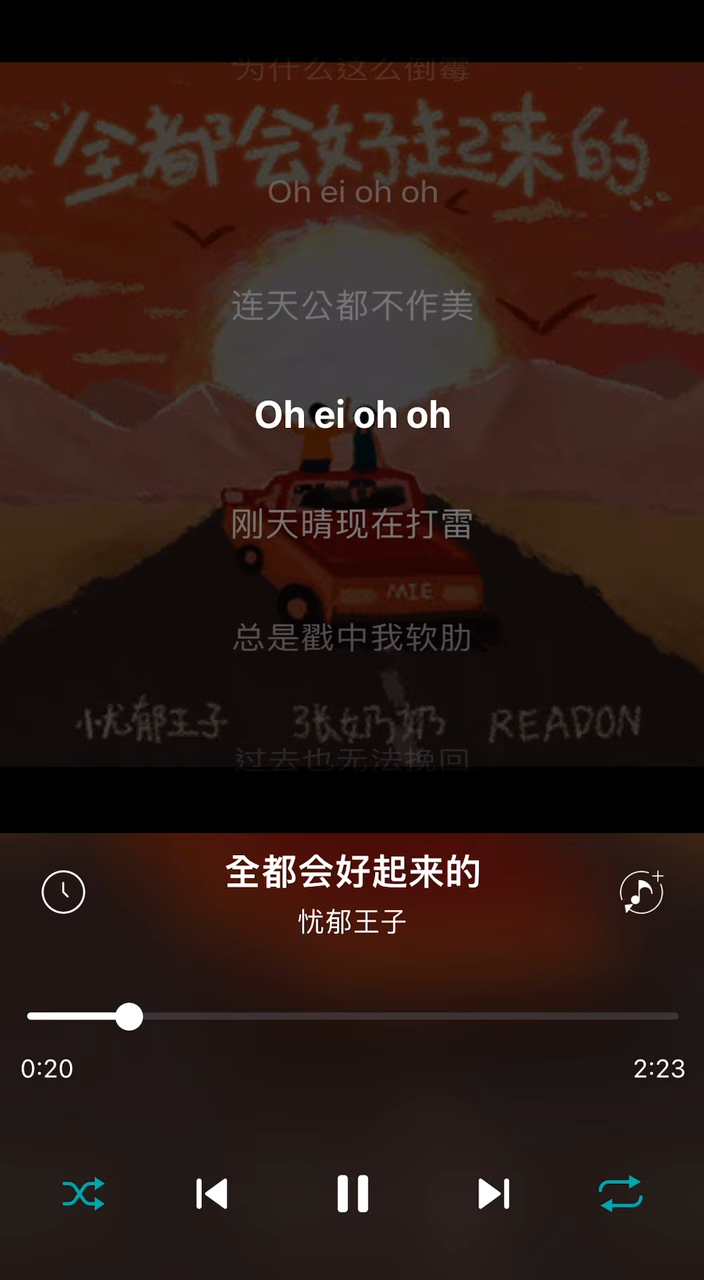 为什么这么倒霉
全都会好起来的
Oh ei oh oh
连天公都不作美
Oh ei oh oh
刚天晴现在打雷
MIE
总是戳中我软肋
忧郁王子 张奶奶 READON
过去也无法挽回
全都会好起来的
忧郁王子
0:20 2:23